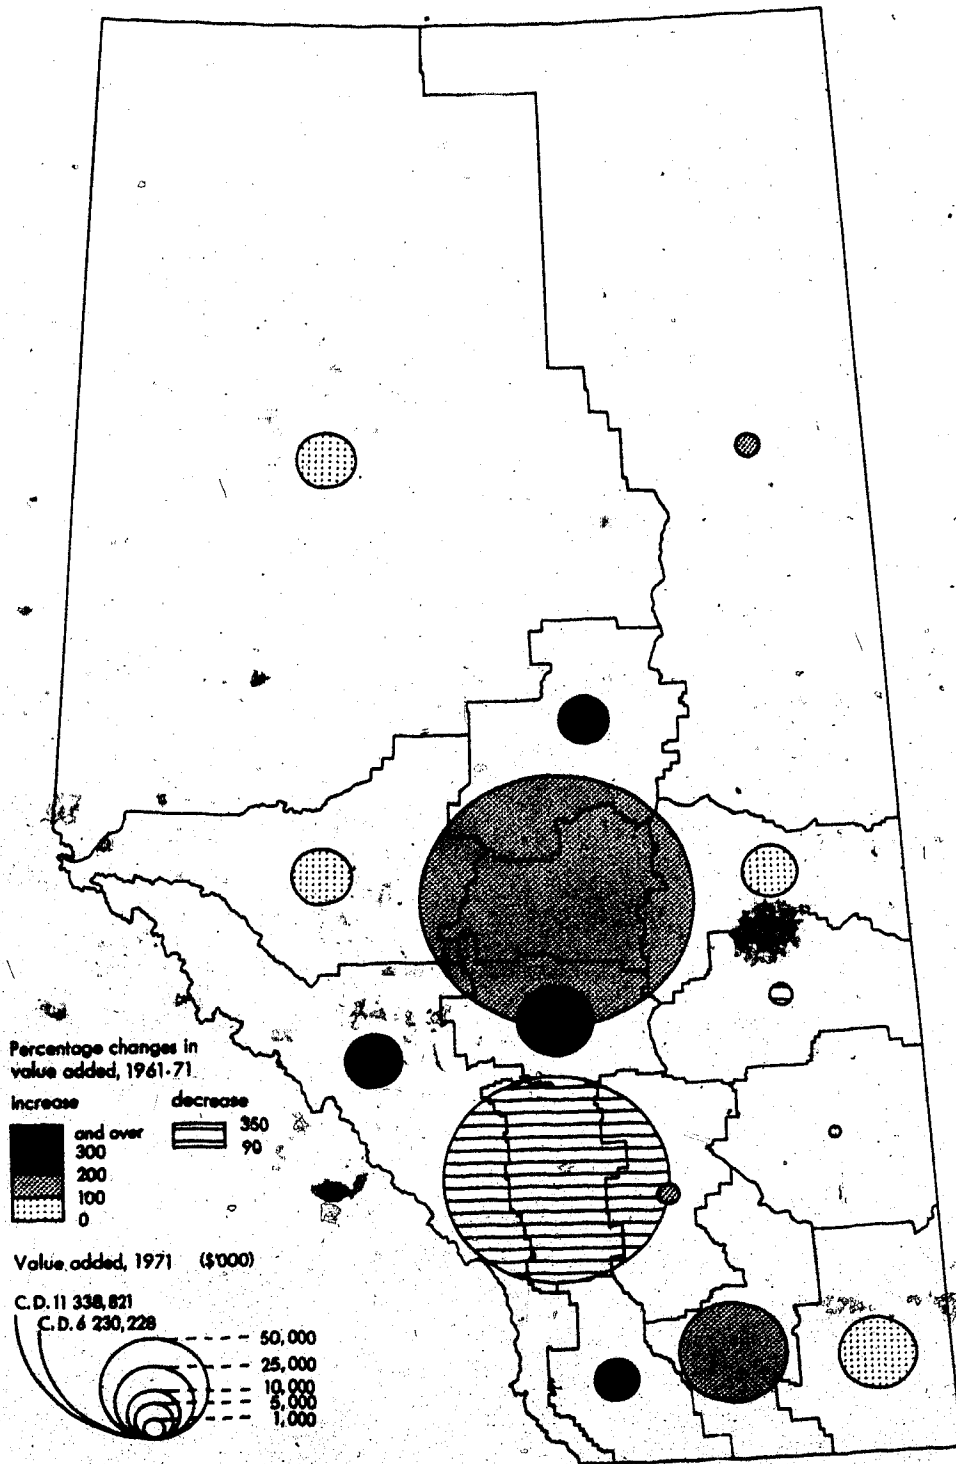 Percentage changes in
value added, 1961-71
increase
decrease
and over
300
200
100
0
350
90
Value added, 1971 ($'000)
C.D. 11 338,821
C.D. 6 230,228
50,000
25,000
10,000
5,000
1,000